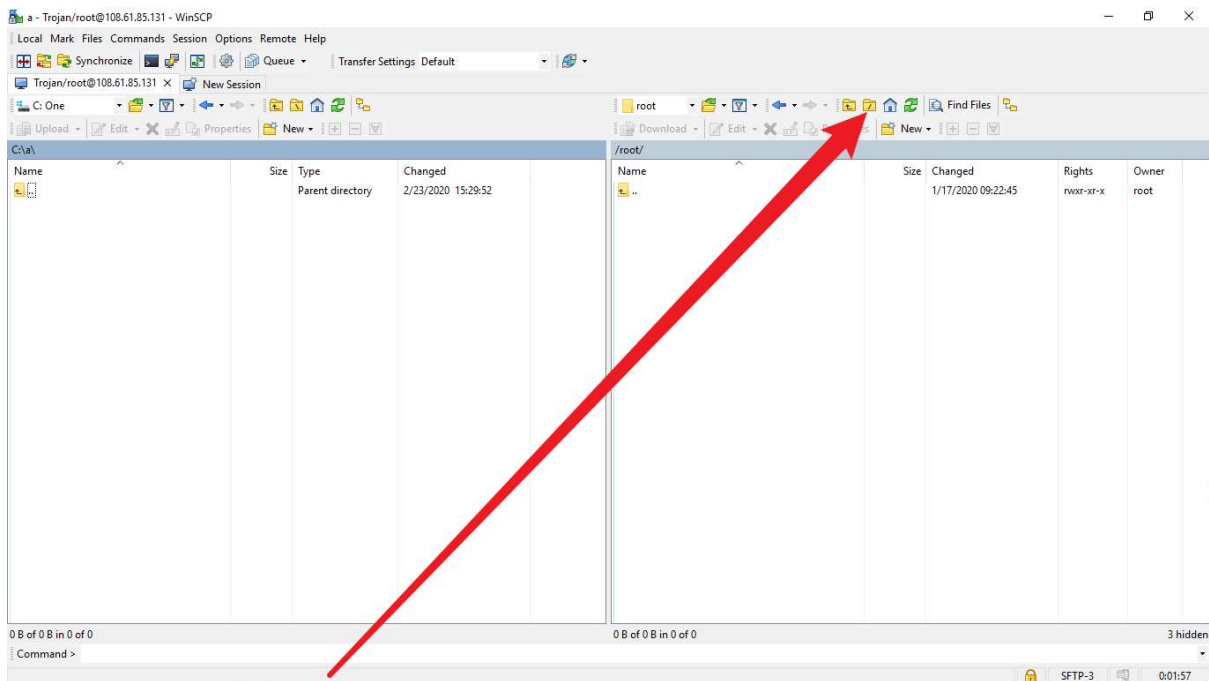 a - Trojan/root@108.61.85.131 - WinSCP
Local Mark Files Commands Session Options Remote Help
Synchronize Queue Transfer Settings Default
Trojan/root@108.61.85.131 New Session
C: One root Find Files
Upload Edit Properties New Download Edit New
C:\a\ /root/
Name Size Type Changed Name Size Changed Rights Owner
.. Parent directory 2/23/2020 15:29:52 .. 1/17/2020 09:22:45 rwxr-xr-x root
0 B of 0 B in 0 of 0 0 B of 0 B in 0 of 0 3 hidden
Command >
SFTP-3 0:01:57